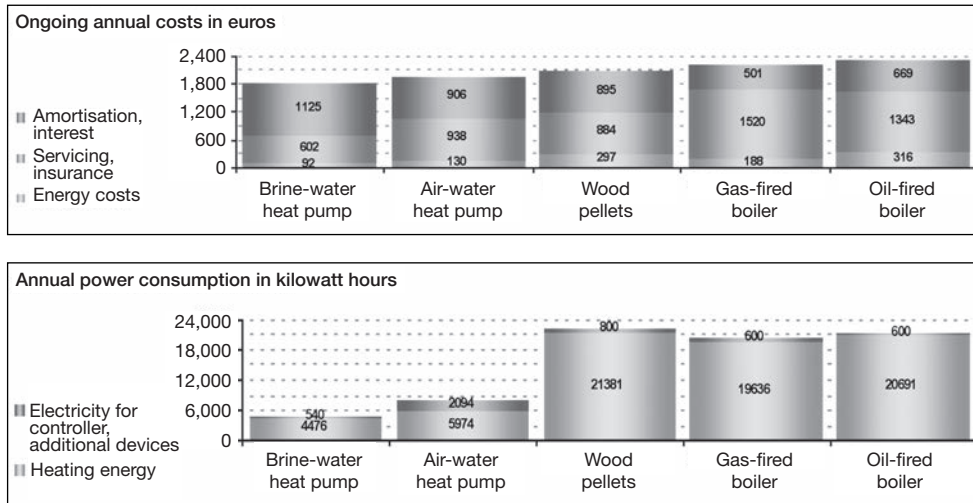 Ongoing annual costs in euros
2,400
1,800
1,200
600
0
Amortisation,
interest
Servicing,
insurance
Energy costs
1125
602
92
906
938
130
895
884
297
501
1520
188
669
1343
316
Brine-water
heat pump
Air-water
heat pump
Wood
pellets
Gas-fired
boiler
Oil-fired
boiler
Annual power consumption in kilowatt hours
24,000
18,000
12,000
6,000
0
Electricity for
controller,
additional devices
Heating energy
540
4476
2094
5974
800
21381
600
19636
600
20691
Brine-water
heat pump
Air-water
heat pump
Wood
pellets
Gas-fired
boiler
Oil-fired
boiler